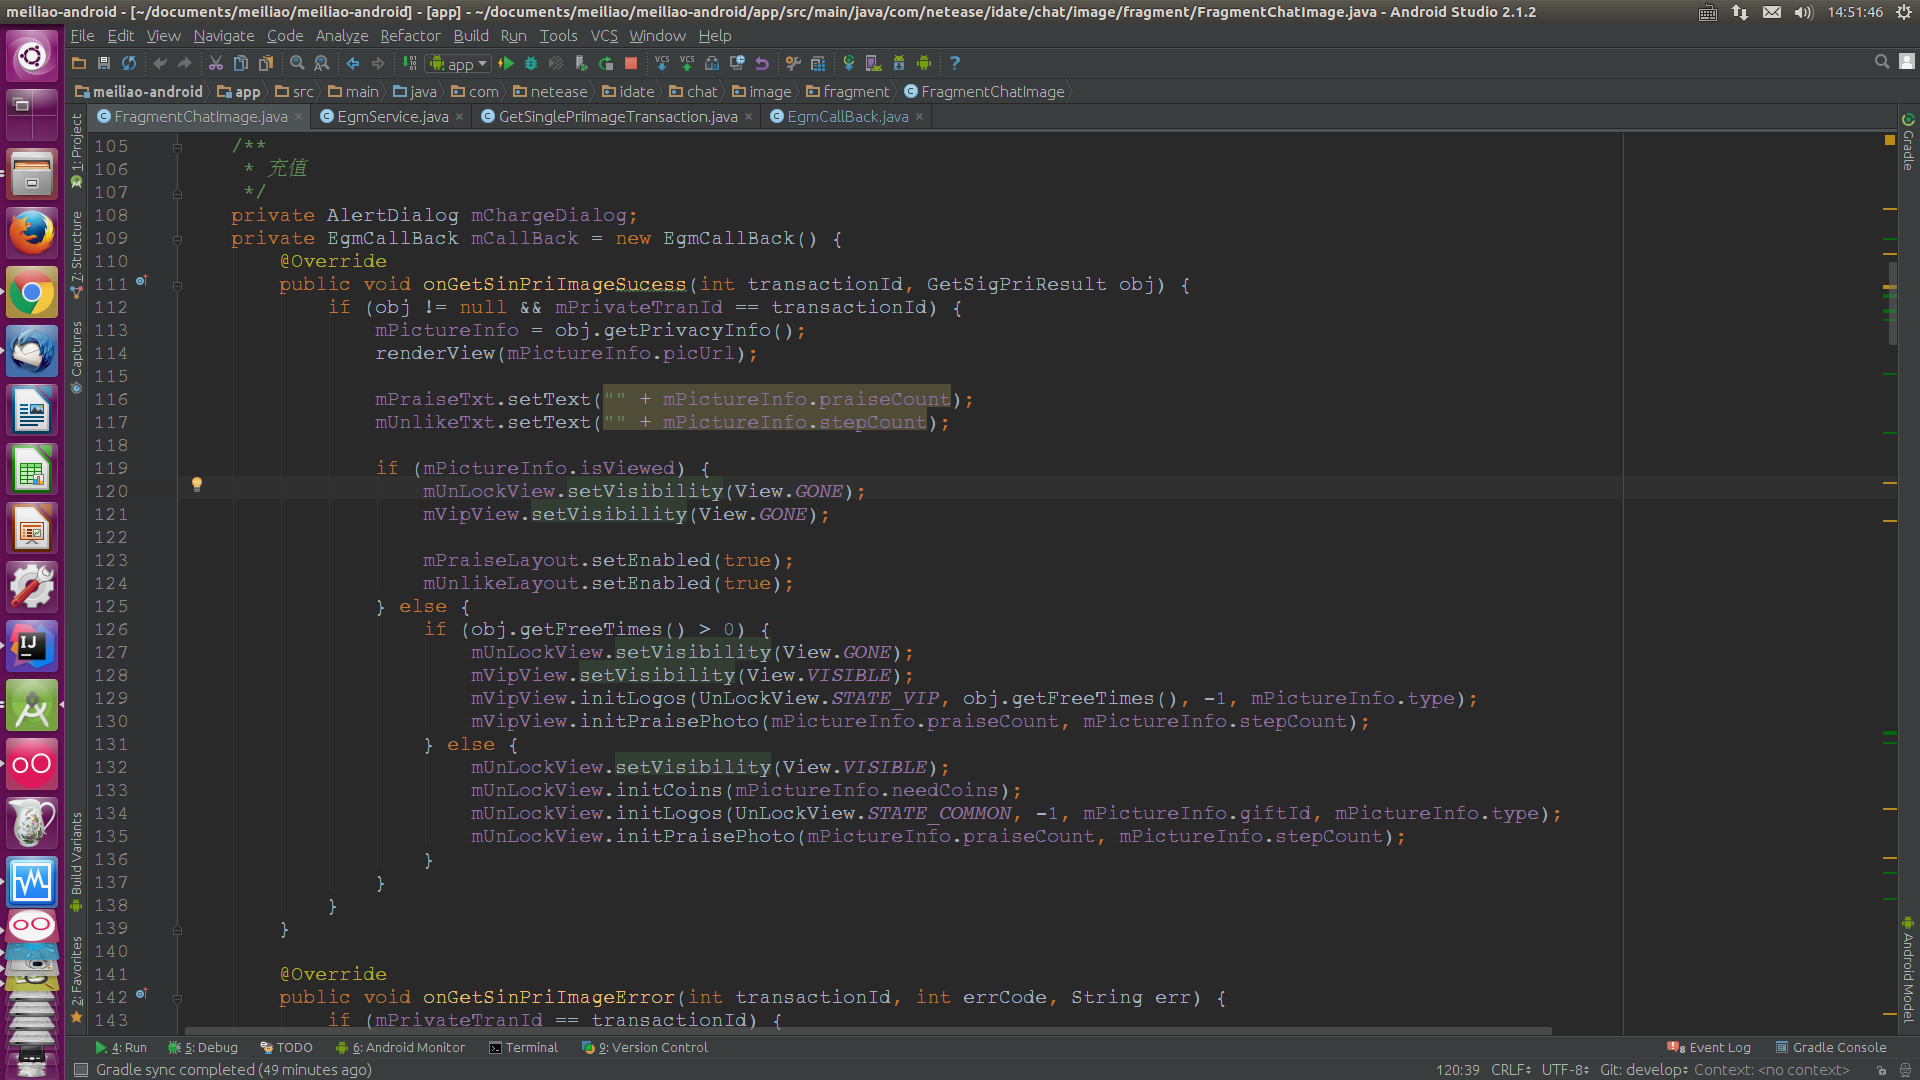 meiliao-android - [~/documents/meiliao/meiliao-android] - [app] - ~/documents/meiliao/meiliao-android/app/src/main/java/com/netease/idate/chat/image/fragment/FragmentChatImage.java - Android Studio 2.1.2
14:51:46
File Edit View Navigate Code Analyze Refactor Build Run Tools VCS Window Help
app
meiliao-android app src main java com netease idate chat image fragment FragmentChatImage
FragmentChatImage.java EgmService.java GetSinglePriImageTransaction.java EgmCallBack.java
1: Project
7: Structure
Captures
Build Variants
2: Favorites
Gradle
Android Model
105 /**
106 * 充值
107 */
108 private AlertDialog mChargeDialog;
109 private EgmCallBack mCallBack = new EgmCallBack() {
110 @Override
111 public void onGetSinPriImageSucess(int transactionId, GetSigPriResult obj) {
112 if (obj != null && mPrivateTranId == transactionId) {
113 mPictureInfo = obj.getPrivacyInfo();
114 renderView(mPictureInfo.picUrl);
115
116 mPraiseTxt.setText("" + mPictureInfo.praiseCount);
117 mUnlikeTxt.setText("" + mPictureInfo.stepCount);
118
119 if (mPictureInfo.isViewed) {
120 mUnLockView.setVisibility(View.GONE);
121 mVipView.setVisibility(View.GONE);
122
123 mPraiseLayout.setEnabled(true);
124 mUnlikeLayout.setEnabled(true);
125 } else {
126 if (obj.getFreeTimes() > 0) {
127 mUnLockView.setVisibility(View.GONE);
128 mVipView.setVisibility(View.VISIBLE);
129 mVipView.initLogos(UnLockView.STATE_VIP, obj.getFreeTimes(), -1, mPictureInfo.type);
130 mVipView.initPraisePhoto(mPictureInfo.praiseCount, mPictureInfo.stepCount);
131 } else {
132 mUnLockView.setVisibility(View.VISIBLE);
133 mUnLockView.initCoins(mPictureInfo.needCoins);
134 mUnLockView.initLogos(UnLockView.STATE_COMMON, -1, mPictureInfo.giftId, mPictureInfo.type);
135 mUnLockView.initPraisePhoto(mPictureInfo.praiseCount, mPictureInfo.stepCount);
136 }
137 }
138 }
139 }
140
141 @Override
142 public void onGetSinPriImageError(int transactionId, int errCode, String err) {
143 if (mPrivateTranId == transactionId) {
4: Run 5: Debug TODO 6: Android Monitor Terminal 9: Version Control 8 Event Log Gradle Console
Gradle sync completed (49 minutes ago) 120:39 CRLF UTF-8 Git: develop Context: <no context>